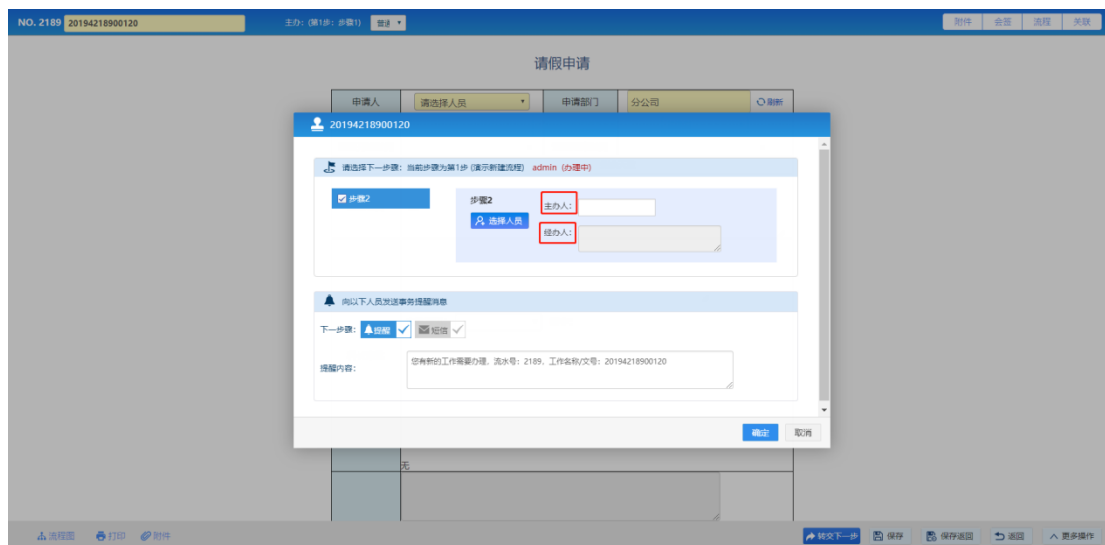 NO. 2189 20194218900120 主办: (第1步: 步骤1) 普通 附件 会签 流程 关联
请假申请
申请人 请选择人员 申请部门 分公司 刷新
20194218900120
请选择下一步骤: 当前步骤为第1步 (演示新建流程) admin (办理中)
步骤2
步骤2
主办人:
选择人员
经办人:
向以下人员发送事务提醒消息
下一步骤: 提醒 短信
提醒内容: 您有新的工作需要办理, 流水号: 2189, 工作名称/文号: 20194218900120
确定 取消
无
流程图 打印 附件 转交下一步 保存 保存返回 返回 更多操作